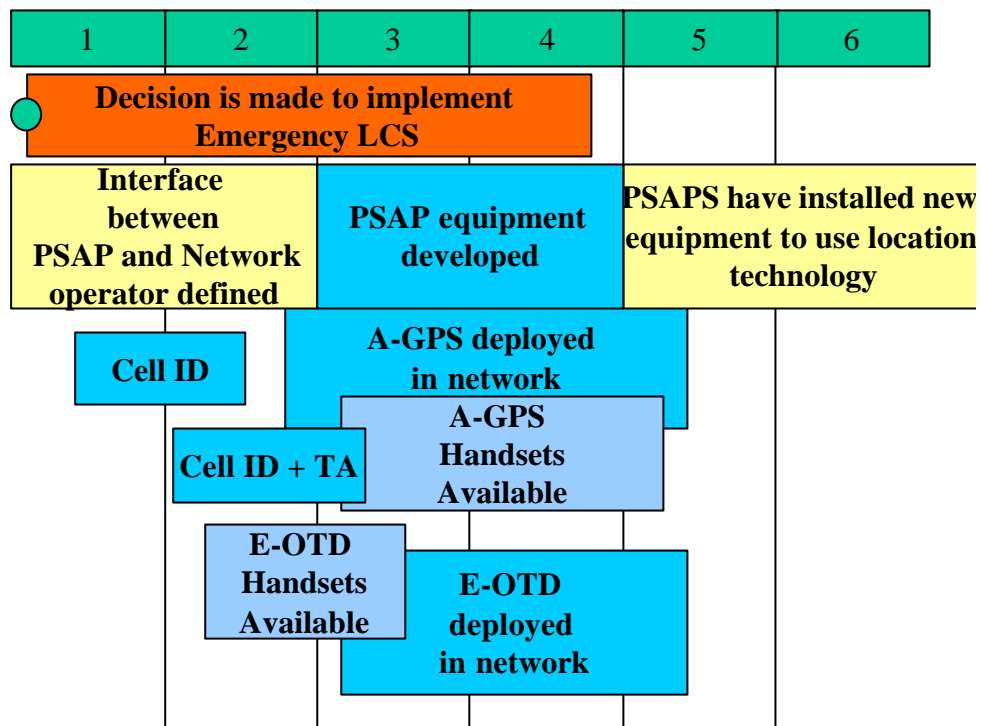 1 2 3 4 5 6
Decision is made to implement
Emergency LCS
Interface
between
PSAP and Network
operator defined
PSAP equipment
developed
PSAPS have installed new
equipment to use location
technology
Cell ID
A-GPS deployed
in network
A-GPS
Handsets
Available
Cell ID + TA
E-OTD
Handsets
Available
E-OTD
deployed
in network